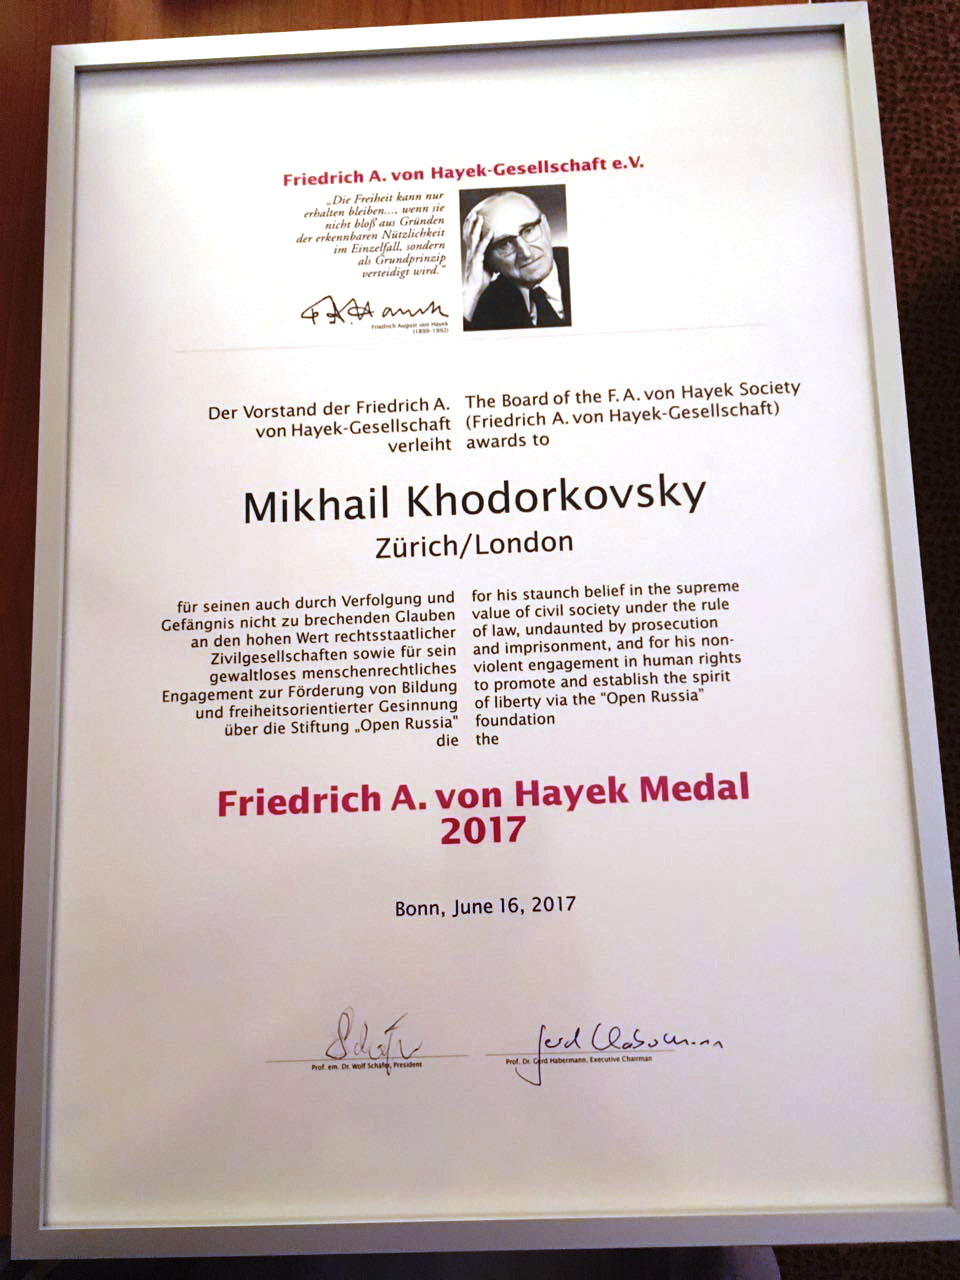 Friedrich A. von Hayek-Gesellschaft e.V.
„Die Freiheit kann nur
erhalten bleiben..., wenn sie
nicht bloß aus Gründen
der erkennbaren Nützlichkeit
im Einzelfall, sondern
als Grundprinzip
verteidigt wird."
Friedrich August von Hayek
(1899-1992)
Der Vorstand der Friedrich A.
von Hayek-Gesellschaft
verleiht
The Board of the F. A. von Hayek Society
(Friedrich A. von Hayek-Gesellschaft)
awards to
Mikhail Khodorkovsky
Zürich/London
für seinen auch durch Verfolgung und
Gefängnis nicht zu brechenden Glauben
an den hohen Wert rechtsstaatlicher
Zivilgesellschaften sowie für sein
gewaltloses menschenrechtliches
Engagement zur Förderung von Bildung
und freiheitsorientierter Gesinnung
über die Stiftung „Open Russia"
die
for his staunch belief in the supreme
value of civil society under the rule
of law, undaunted by prosecution
and imprisonment, and for his non-
violent engagement in human rights
to promote and establish the spirit
of liberty via the "Open Russia"
foundation
the
Friedrich A. von Hayek Medal
2017
Bonn, June 16, 2017
Prof. em. Dr. Wolf Schäfer, President
Gerd Habermann
Prof. Dr. Gerd Habermann, Executive Chairman